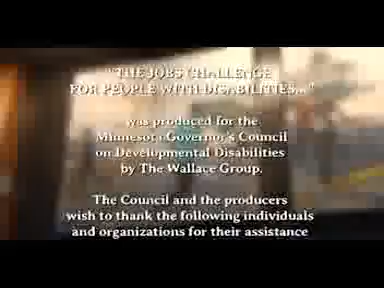 "THE JOBS CHALLENGE
FOR PEOPLE WITH DISABILITIES..."
was produced for the
Minnesota Governor's Council
on Developmental Disabilities
by The Wallace Group.
The Council and the producers
wish to thank the following individuals
and organizations for their assistance